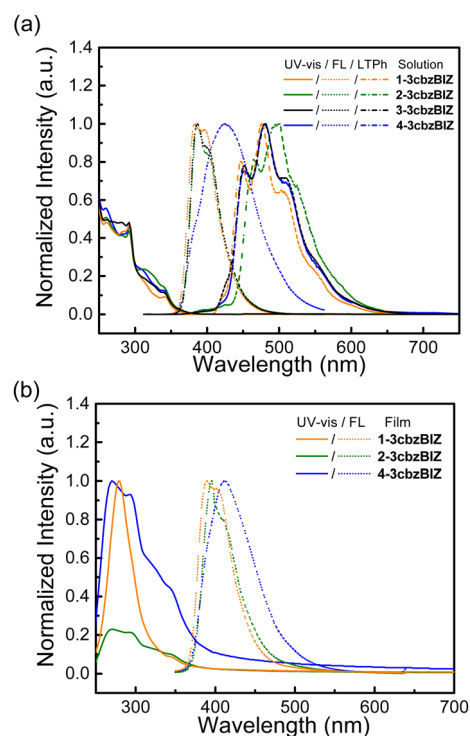 (a)
UV-vis / FL / LTPh Solution
1-3cbzBIZ
2-3cbzBIZ
3-3cbzBIZ
4-3cbzBIZ
Normalized Intensity (a.u.)
1.4
1.2
1.0
0.8
0.6
0.4
0.2
0.0
300 400 500 600 700
Wavelength (nm)
(b)
UV-vis / FL Film
1-3cbzBIZ
2-3cbzBIZ
4-3cbzBIZ
Normalized Intensity (a.u.)
1.4
1.2
1.0
0.8
0.6
0.4
0.2
0.0
300 400 500 600 700
Wavelength (nm)